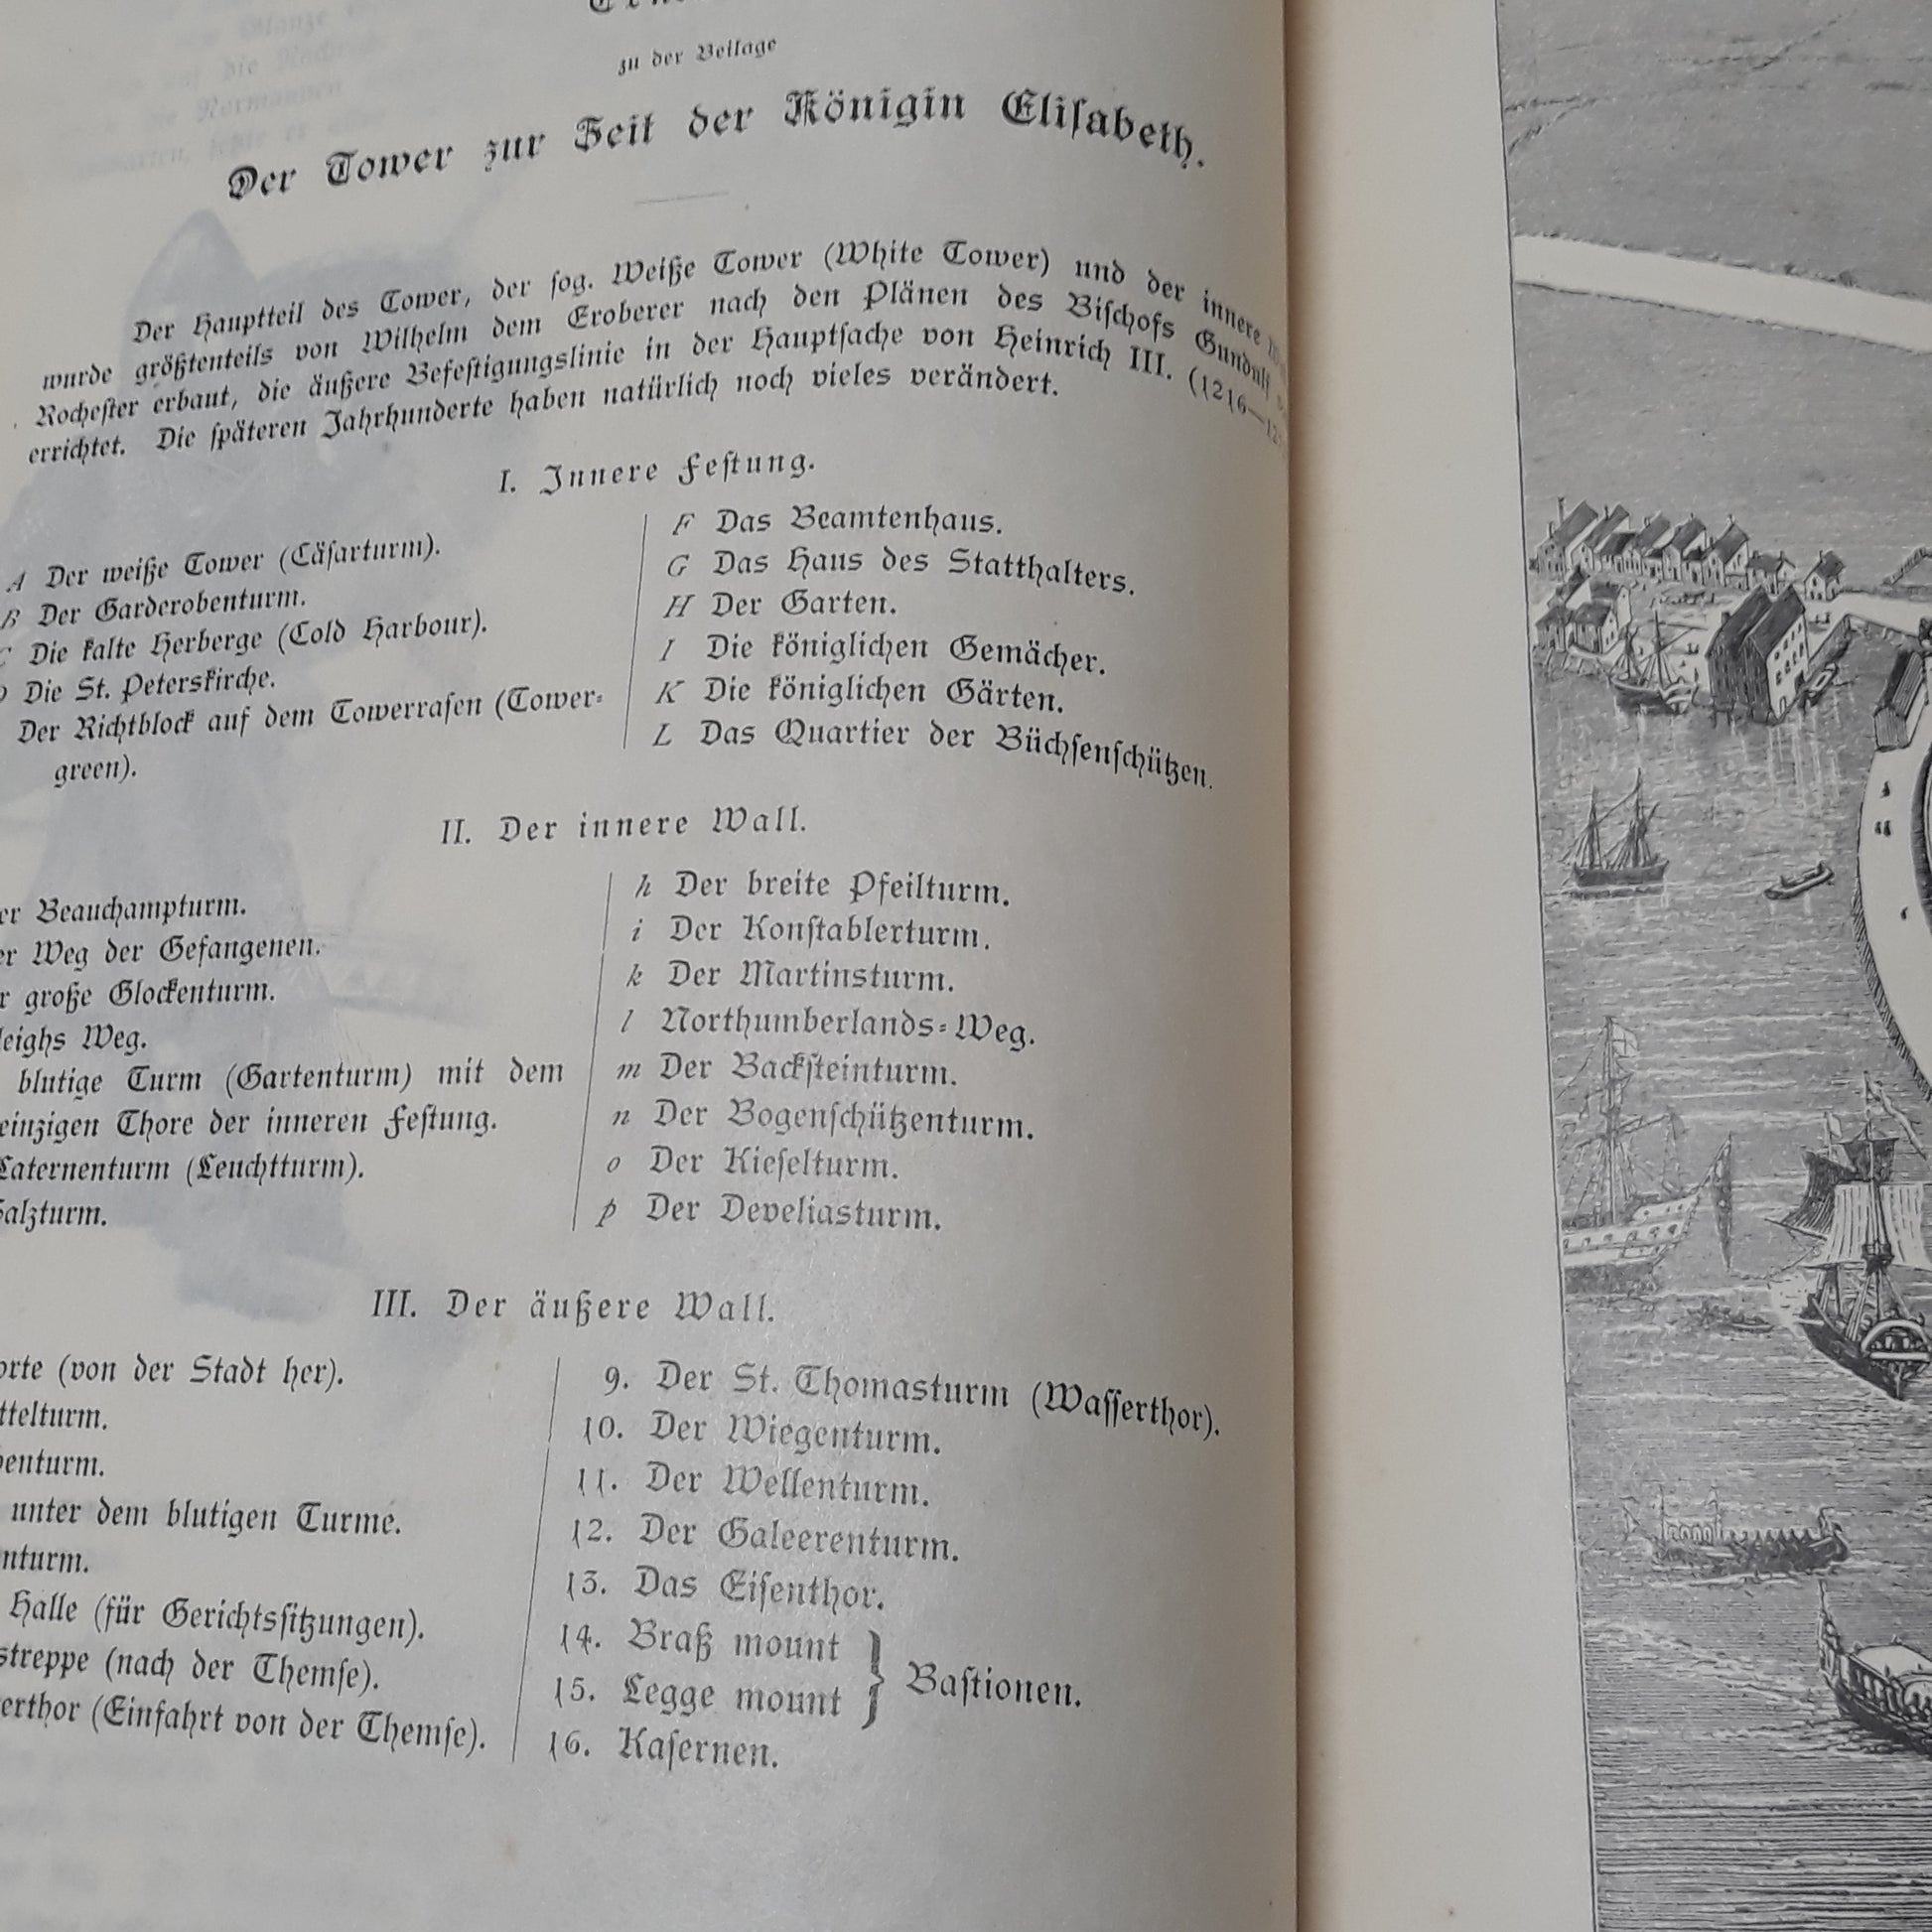 zu der Beilage
Der Tower zur Zeit der Königin Eliſabeth.
Der Hauptteil des Tower, der ſog. Weiße Tower (White Tower) und der innere
wurde größtenteils von Wilhelm dem Eroberer nach den Plänen des Biſchofs Gundulf
Rocheſter erbaut, die äußere Befeſtigungslinie in der Hauptſache von Heinrich III. (1216—
errichtet. Die ſpäteren Jahrhunderte haben natürlich noch vieles verändert.
I. Innere Feſtung.
A Der weiße Tower (Cäſarturm).
B Der Garderobenturm.
C Die kalte Herberge (Cold Harbour).
Die St. Peterskirche.
Der Richtblock auf dem Towerraſen (Tower-
green).
F Das Beamtenhaus.
G Das Haus des Statthalters.
H Der Garten.
I Die königlichen Gemächer.
K Die königlichen Gärten.
L Das Quartier der Büchſenſchützen.
II. Der innere Wall.
Beauchampturm.
Weg der Gefangenen.
große Glockenturm.
Weg.
blutige Turm (Gartenturm) mit dem
einzigen Thore der inneren Feſtung.
Laternenturm (Leuchtturm).
Salzturm.
h Der breite Pfeilturm.
i Der Konſtablerturm.
k Der Martinsturm.
l Northumberlands-Weg.
m Der Backſteinturm.
n Der Bogenſchützenturm.
o Der Kieſelturm.
p Der Develiasturm.
III. Der äußere Wall.
(von der Stadt her).
unter dem blutigen Turme.
Halle (für Gerichtsſitzungen).
(nach der Themſe).
(Einfahrt von der Themſe).
9. Der St. Thomasturm (Waſſerthor).
10. Der Wiegenturm.
11. Der Wellenturm.
12. Der Galeerenturm.
13. Das Eiſenthor.
14. Braß mount
15. Legge mount
Baſtionen.
16. Kaſernen.